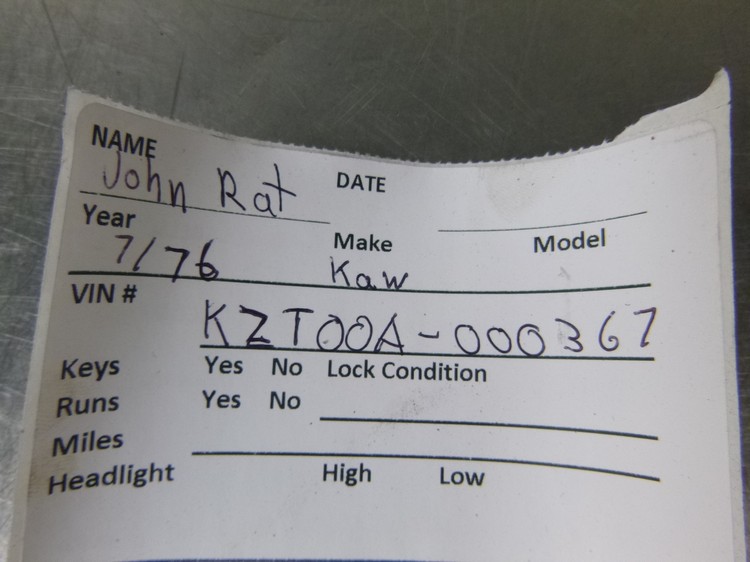 NAME
John Rat DATE
Year Make Model
7/76 Kaw
VIN # KZT00A-000367
Keys Yes No Lock Condition
Runs Yes No
Miles
Headlight High Low